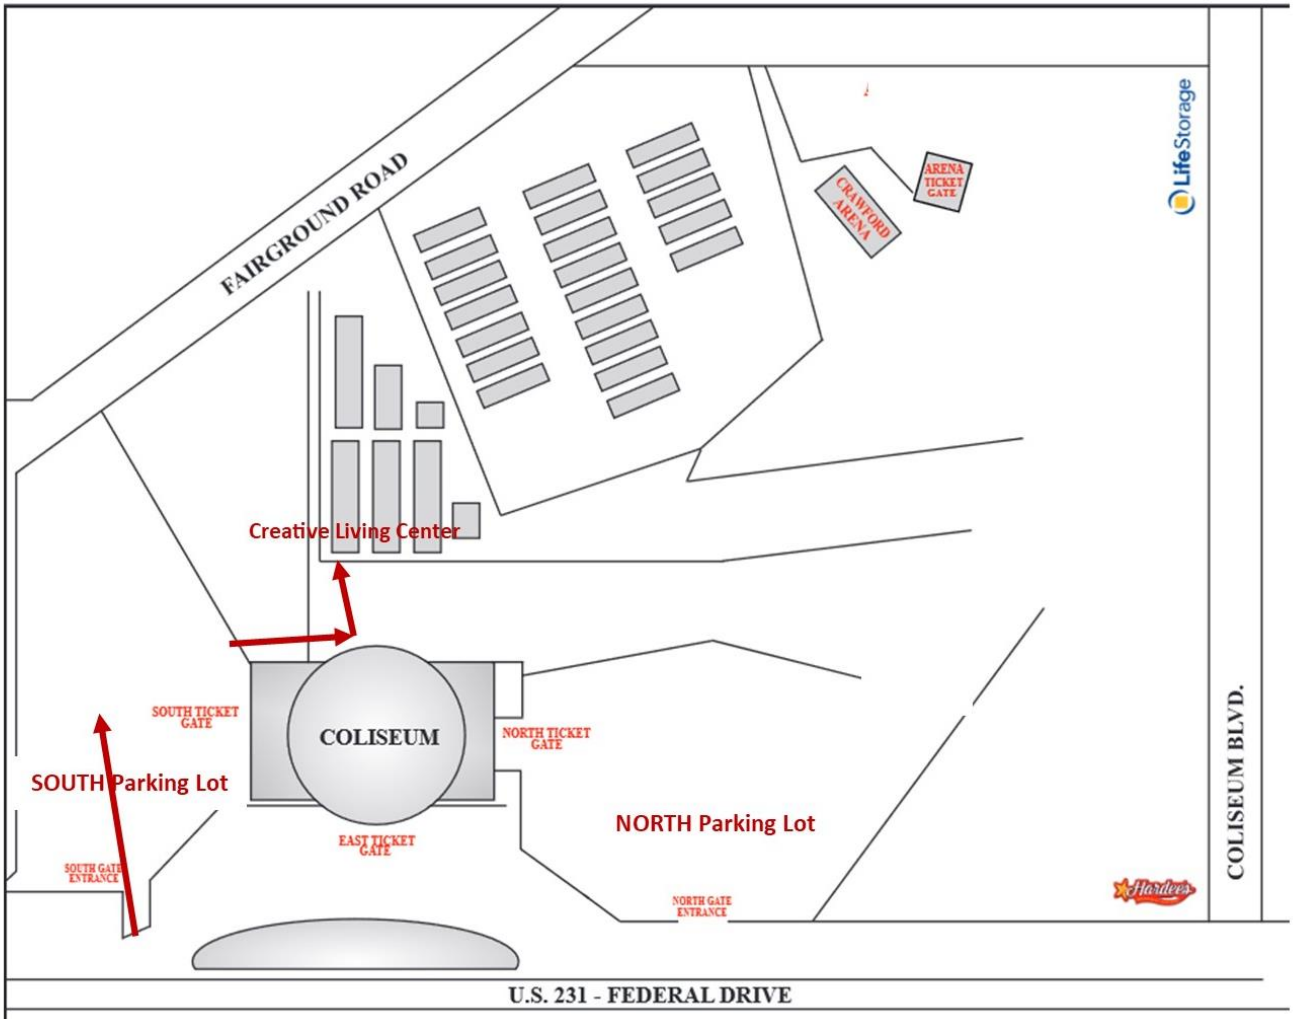 LifeStorage
ARENA
TICKET
GATE
CRAWFORD
ARENA
FAIRGROUND ROAD
Creative Living Center
SOUTH TICKET
GATE
COLISEUM
NORTH TICKET
GATE
SOUTH Parking Lot
NORTH Parking Lot
EAST TICKET
GATE
SOUTH GATE
ENTRANCE
NORTH GATE
ENTRANCE
Hardee's
COLISEUM BLVD.
U.S. 231 - FEDERAL DRIVE